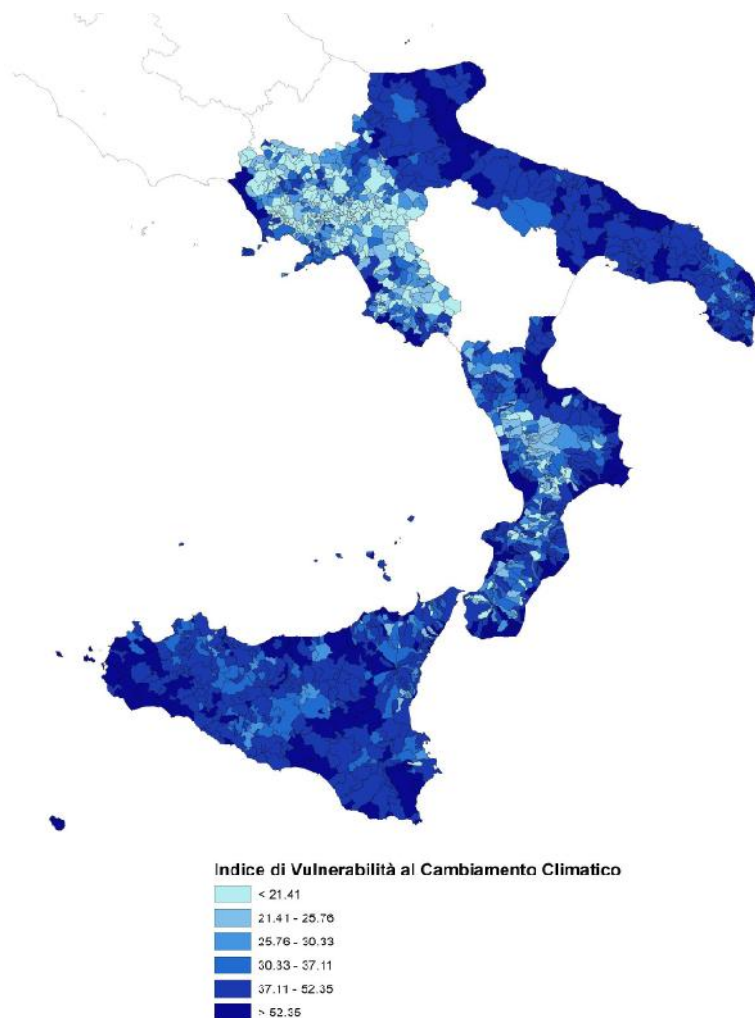 Indice di Vulnerabilità al Cambiamento Climatico
< 21.41
21.41 - 25.76
25.76 - 30.33
30.33 - 37.11
37.11 - 52.35
> 52.35